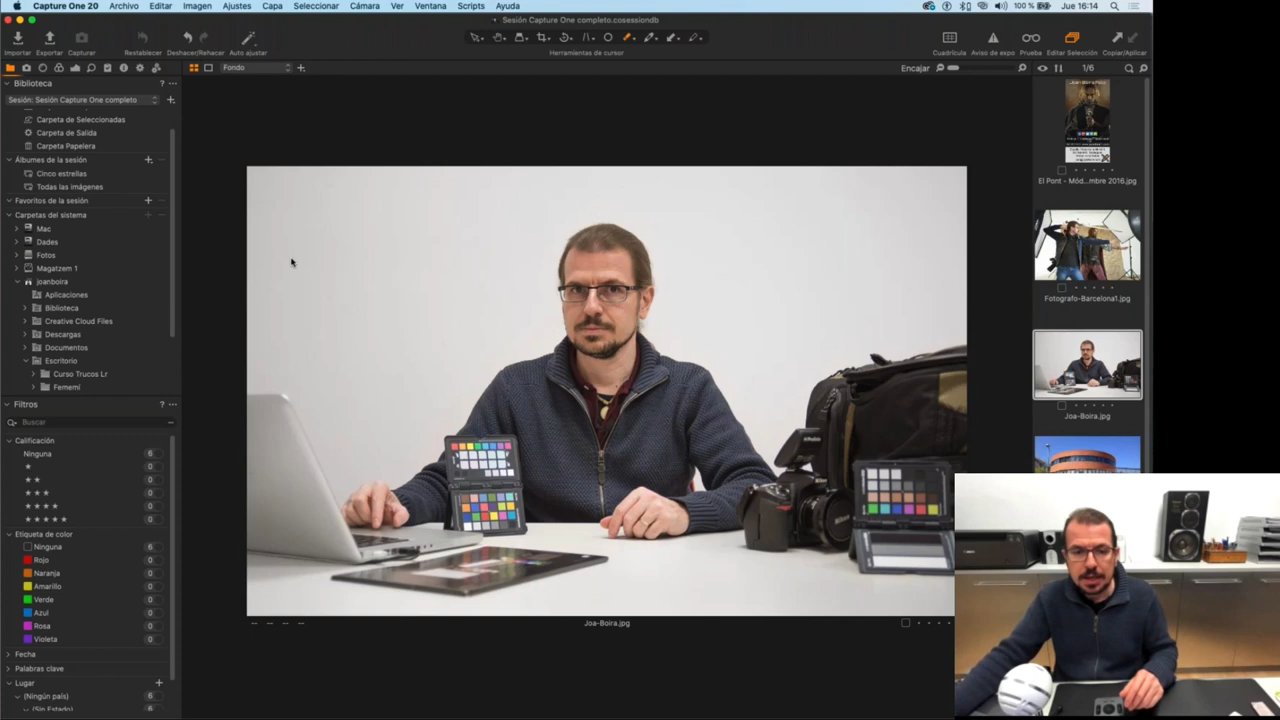 Capture One 20 Archivo Editar Imagen Ajustes Capa Seleccionar Cámara Ver Ventana Scripts Ayuda 100 % Jue 16:14
Sesión Capture One completo.cosessiondb
Importar Exportar Capturar Restablecer Deshacer/Rehacer Auto ajustar Herramientas de cursor Cuadrícula Aviso de expo Prueba Editar Selección Copiar/Aplicar
Fondo Encajar 1/6
Biblioteca ?
Sesión: Sesión Capture One completo
Carpeta de Seleccionadas
Carpeta de Salida
Carpeta Papelera
Álbumes de la sesión
Cinco estrellas
Todas las imágenes
Favoritos de la sesión
Carpetas del sistema
Mac
Dades
Fotos
Magatzem 1
joanboira
Aplicaciones
Biblioteca
Creative Cloud Files
Descargas
Documentos
Escritorio
Curso Trucos Lr
Fememí
Filtros ?
Buscar
Calificación
Ninguna 6
★ 0
★ ★ 0
★ ★ ★ 0
★ ★ ★ ★ 0
★ ★ ★ ★ ★ 0
Etiqueta de color
Ninguna 6
Rojo 0
Naranja 0
Amarillo 0
Verde 0
Azul 0
Rosa 0
Violeta 0
Fecha
Palabras clave
Lugar
(Ningún país) 6
(Sin Estado) 6
Nikon
Joa-Boira.jpg
El Pont - Mód...mbre 2016.jpg
Fotografo-Barcelona1.jpg
Joa-Boira.jpg